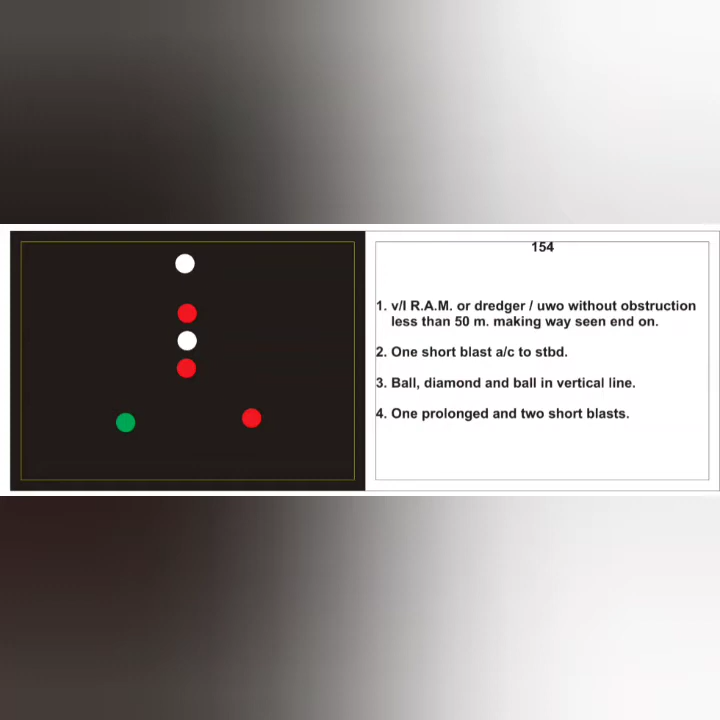 154
1. v/l R.A.M. or dredger / uwo without obstruction
less than 50 m. making way seen end on.
2. One short blast a/c to stbd.
3. Ball, diamond and ball in vertical line.
4. One prolonged and two short blasts.